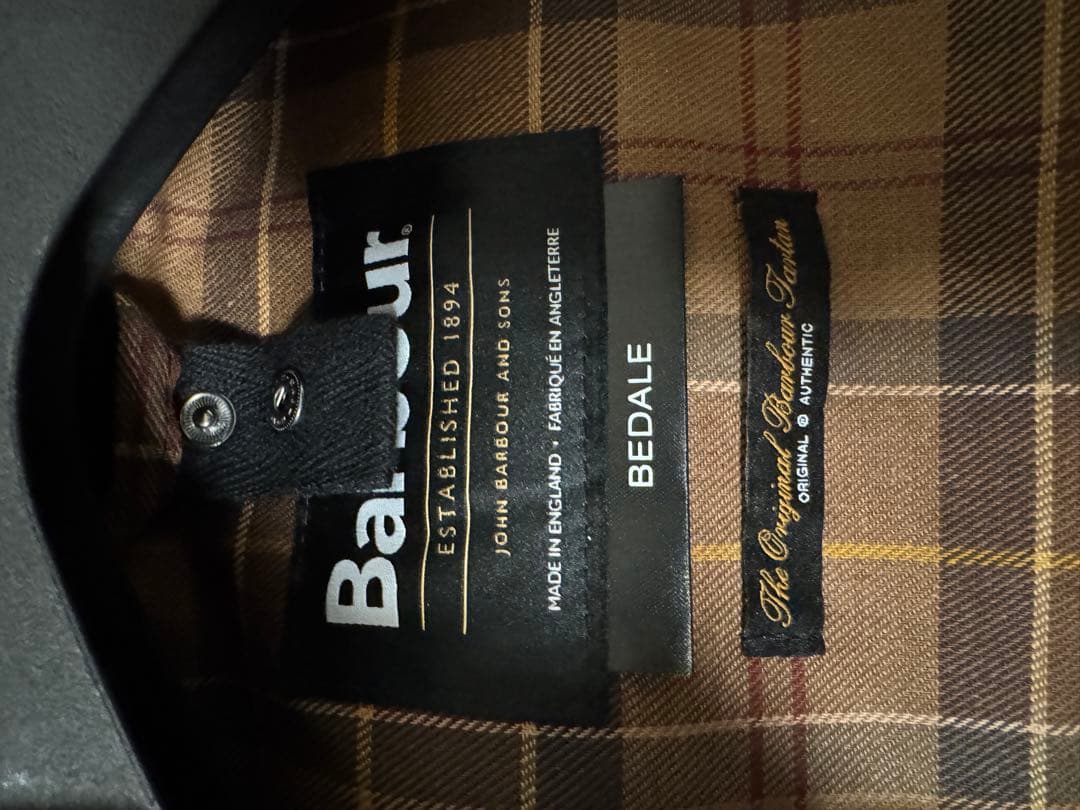 Barbour®
ESTABLISHED 1894
JOHN BARBOUR AND SONS
MADE IN ENGLAND · FABRIQUÉ EN ANGLETERRE
BEDALE
The Original Barbour Tartan
ORIGINAL ® AUTHENTIC